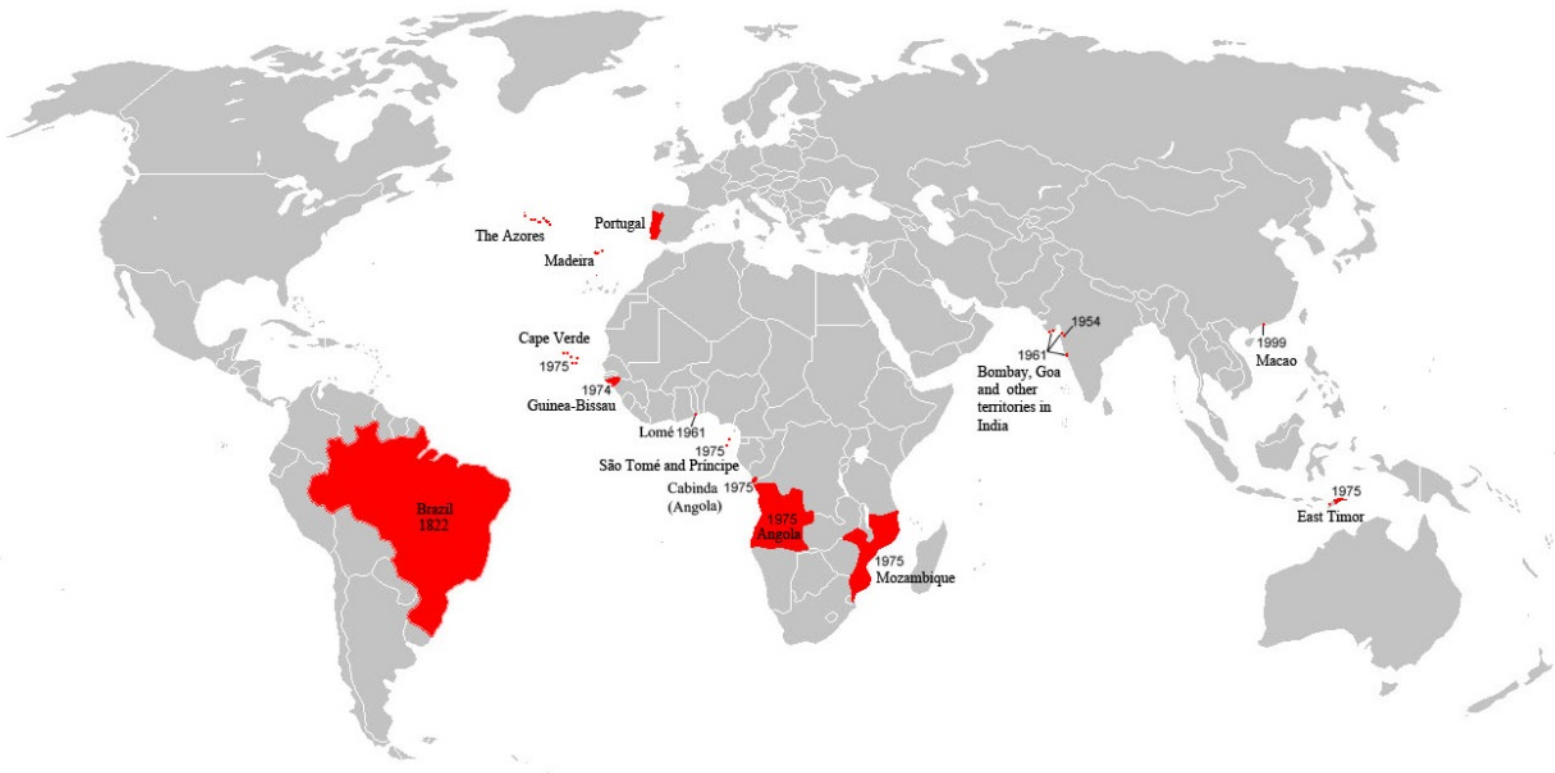 Portugal
The Azores
Madeira
Cape Verde
1975
1974
Guinea-Bissau
Lomé 1961
1975
São Tomé and Príncipe
Cabinda 1975
(Angola)
1975
Angola
1975
Mozambique
Brazil
1822
1954
1961
Bombay, Goa
and other
territories in
India
1999
Macao
1975
East Timor